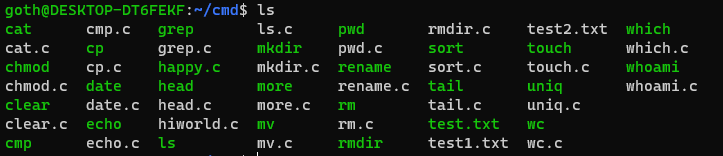 goth@DESKTOP-DT6FEKF:~/cmd$ ls
cat cmp.c grep ls.c pwd rmdir.c test2.txt which
cat.c cp grep.c mkdir pwd.c sort touch which.c
chmod cp.c happy.c mkdir.c rename sort.c touch.c whoami
chmod.c date head more rename.c tail uniq whoami.c
clear date.c head.c more.c rm tail.c uniq.c
clear.c echo hiworld.c mv rm.c test.txt wc
cmp echo.c ls mv.c rmdir test1.txt wc.c